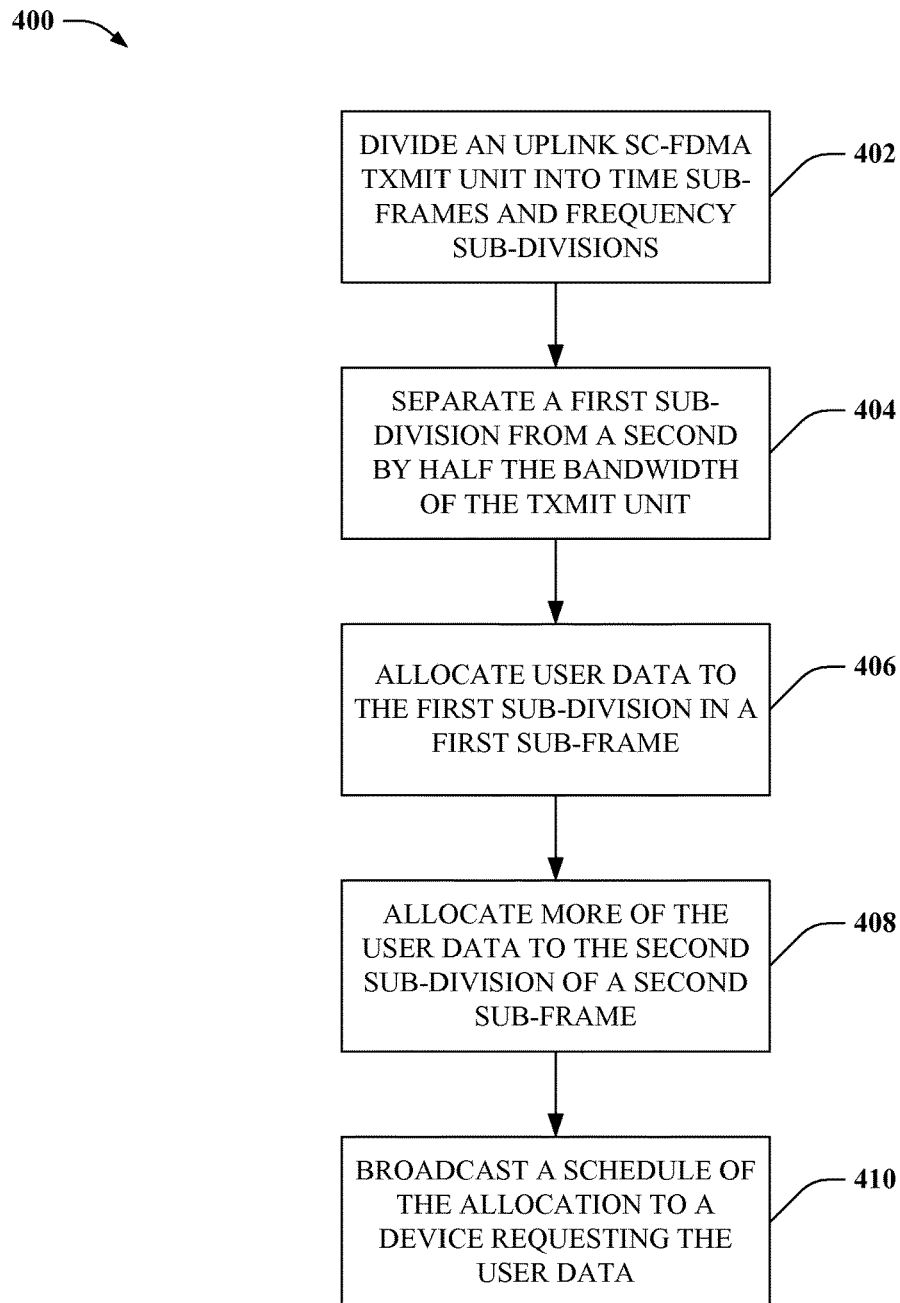 400
DIVIDE AN UPLINK SC-FDMA
TXMIT UNIT INTO TIME SUB-
FRAMES AND FREQUENCY
SUB-DIVISIONS
402
SEPARATE A FIRST SUB-
DIVISION FROM A SECOND
BY HALF THE BANDWIDTH
OF THE TXMIT UNIT
404
ALLOCATE USER DATA TO
THE FIRST SUB-DIVISION IN A
FIRST SUB-FRAME
406
ALLOCATE MORE OF THE
USER DATA TO THE SECOND
SUB-DIVISION OF A SECOND
SUB-FRAME
408
BROADCAST A SCHEDULE OF
THE ALLOCATION TO A
DEVICE REQUESTING THE
USER DATA
410